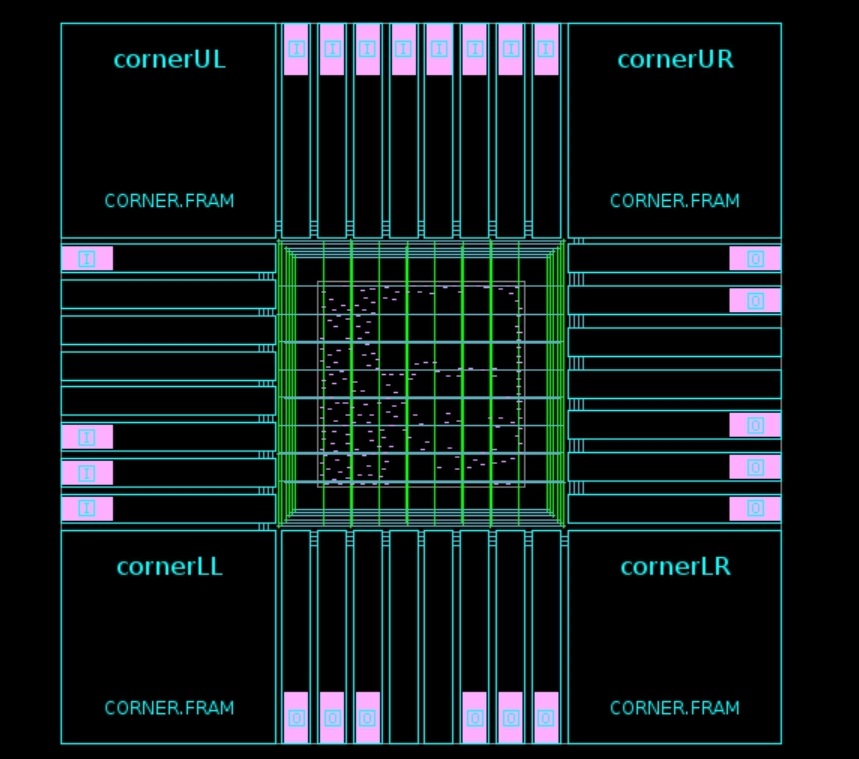 cornerUL
I I I I I I I I
cornerUR
CORNER.FRAM
CORNER.FRAM
I
O
O
I
O
I
O
I
O
cornerLL
cornerLR
CORNER.FRAM
CORNER.FRAM
O O O O O O